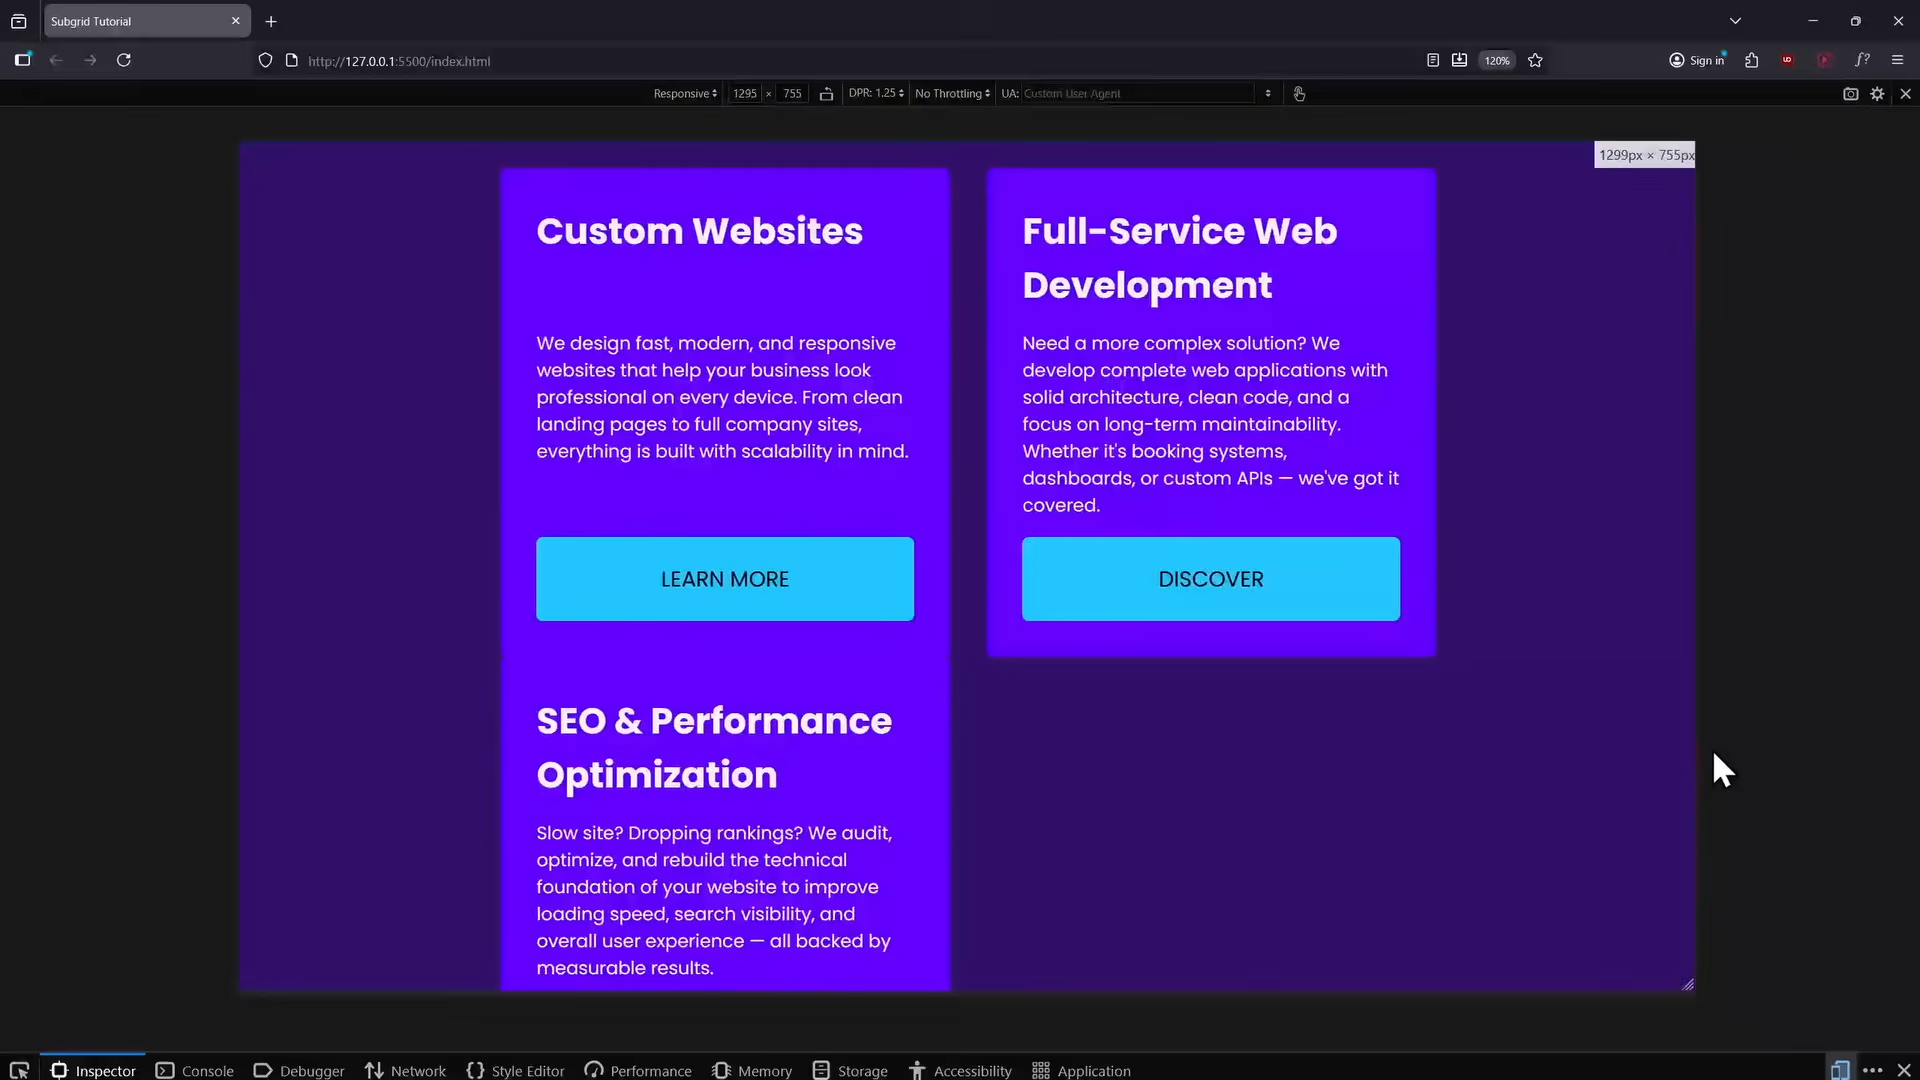 Subgrid Tutorial
http://127.0.0.1:5500/index.html
120%
Sign in
Responsive
1295 × 755
DPR: 1.25
No Throttling
UA: Custom User Agent
1299px × 755px
Custom Websites
We design fast, modern, and responsive
websites that help your business look
professional on every device. From clean
landing pages to full company sites,
everything is built with scalability in mind.
LEARN MORE
Full-Service Web
Development
Need a more complex solution? We
develop complete web applications with
solid architecture, clean code, and a
focus on long-term maintainability.
Whether it's booking systems,
dashboards, or custom APIs — we've got it
covered.
DISCOVER
SEO & Performance
Optimization
Slow site? Dropping rankings? We audit,
optimize, and rebuild the technical
foundation of your website to improve
loading speed, search visibility, and
overall user experience — all backed by
measurable results.
Inspector
Console
Debugger
Network
Style Editor
Performance
Memory
Storage
Accessibility
Application